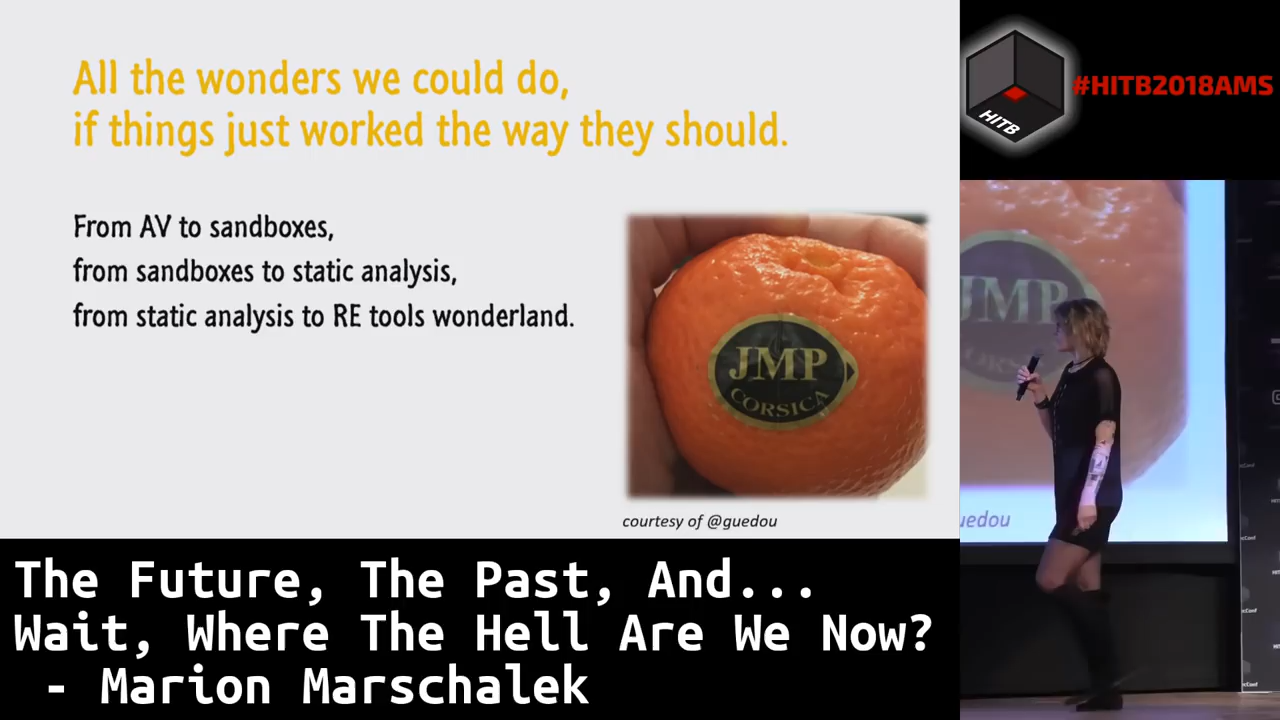 All the wonders we could do,
if things just worked the way they should.
From AV to sandboxes,
from sandboxes to static analysis,
from static analysis to RE tools wonderland.
JMP
CORSICA
courtesy of @guedou
HITB
#HITB2018AMS
JMP
uedou
The Future, The Past, And...
Wait, Where The Hell Are We Now?
- Marion Marschalek